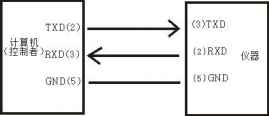 TXD(2)
(3)TXD
计算机
(控制者)
RXD(3)
(2)RXD
仪器
GND(5)
(5)GND